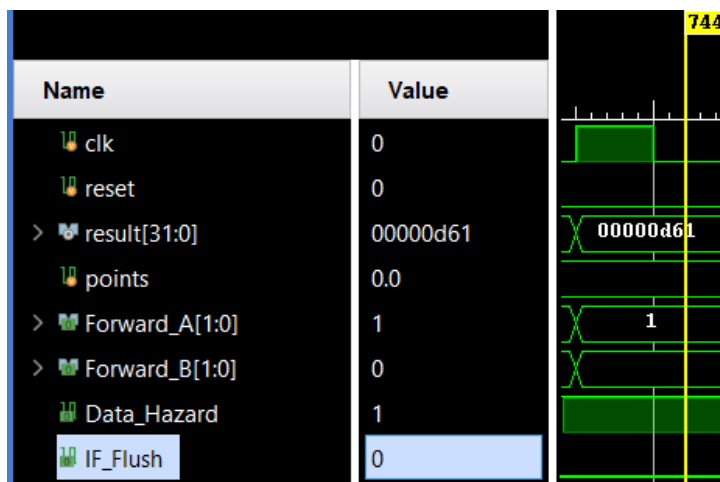 744
Name Value
clk 0
reset 0
result[31:0] 00000d61 00000d61
points 0.0
Forward_A[1:0] 1 1
Forward_B[1:0] 0
Data_Hazard 1
IF_Flush 0